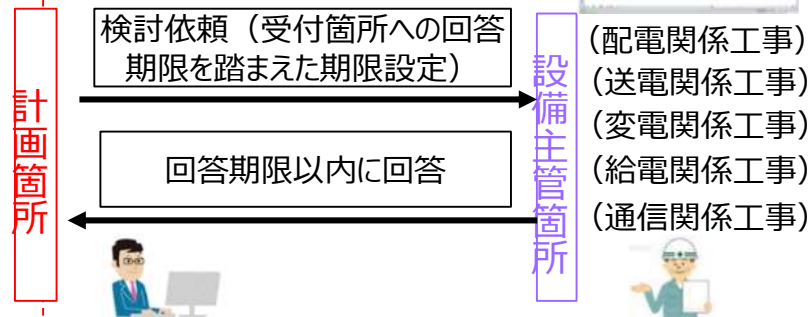 検討依頼（受付箇所への回答
期限を踏まえた期限設定）
計画箇所
回答期限以内に回答
設備主管箇所
（配電関係工事）
（送電関係工事）
（変電関係工事）
（給電関係工事）
（通信関係工事）